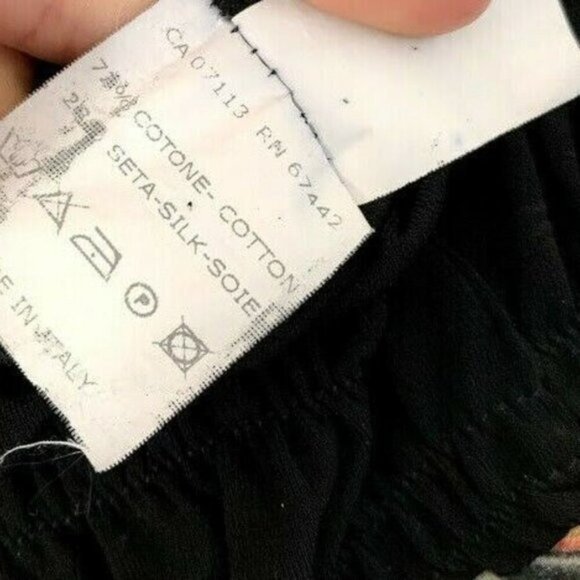 CA 07113 RN 67442
COTONE- COTTON
SETA-SILK-SOIE
P
E IN ITALY